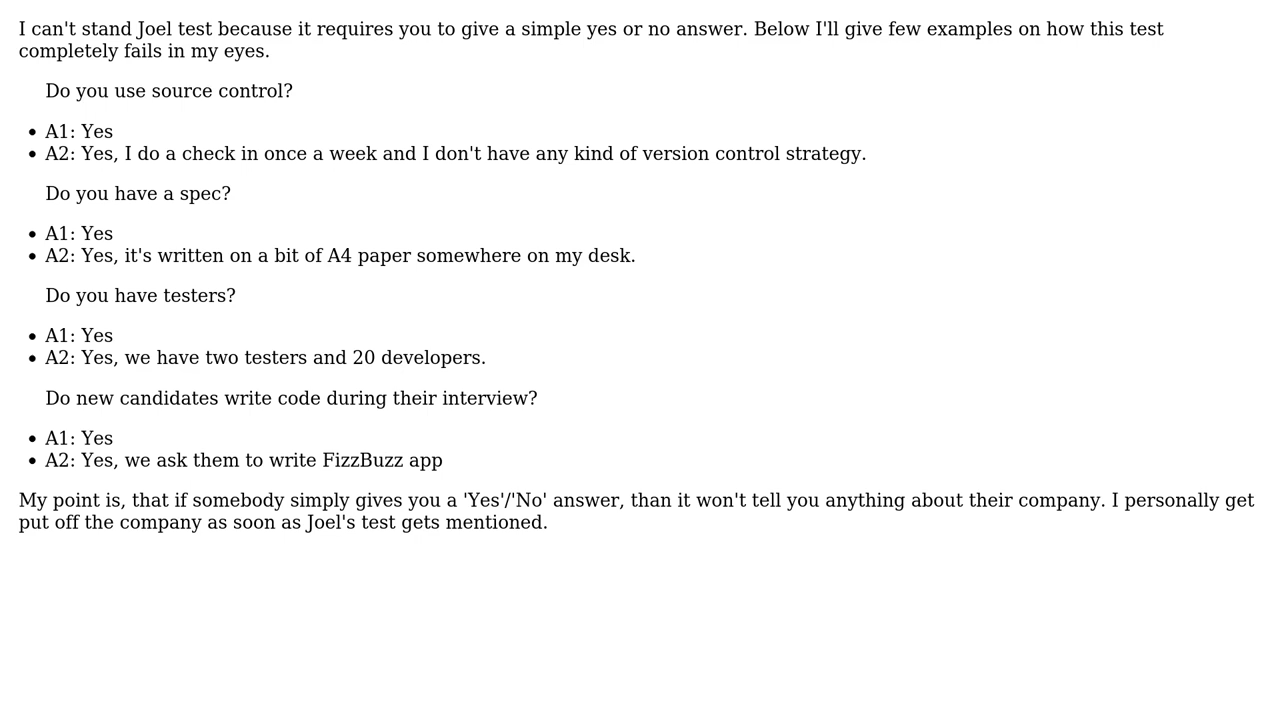 I can't stand Joel test because it requires you to give a simple yes or no answer. Below I'll give few examples on how this test
completely fails in my eyes.
Do you use source control?
• A1: Yes
• A2: Yes, I do a check in once a week and I don't have any kind of version control strategy.
Do you have a spec?
• A1: Yes
• A2: Yes, it's written on a bit of A4 paper somewhere on my desk.
Do you have testers?
• A1: Yes
• A2: Yes, we have two testers and 20 developers.
Do new candidates write code during their interview?
• A1: Yes
• A2: Yes, we ask them to write FizzBuzz app
My point is, that if somebody simply gives you a 'Yes'/'No' answer, than it won't tell you anything about their company. I personally get
put off the company as soon as Joel's test gets mentioned.